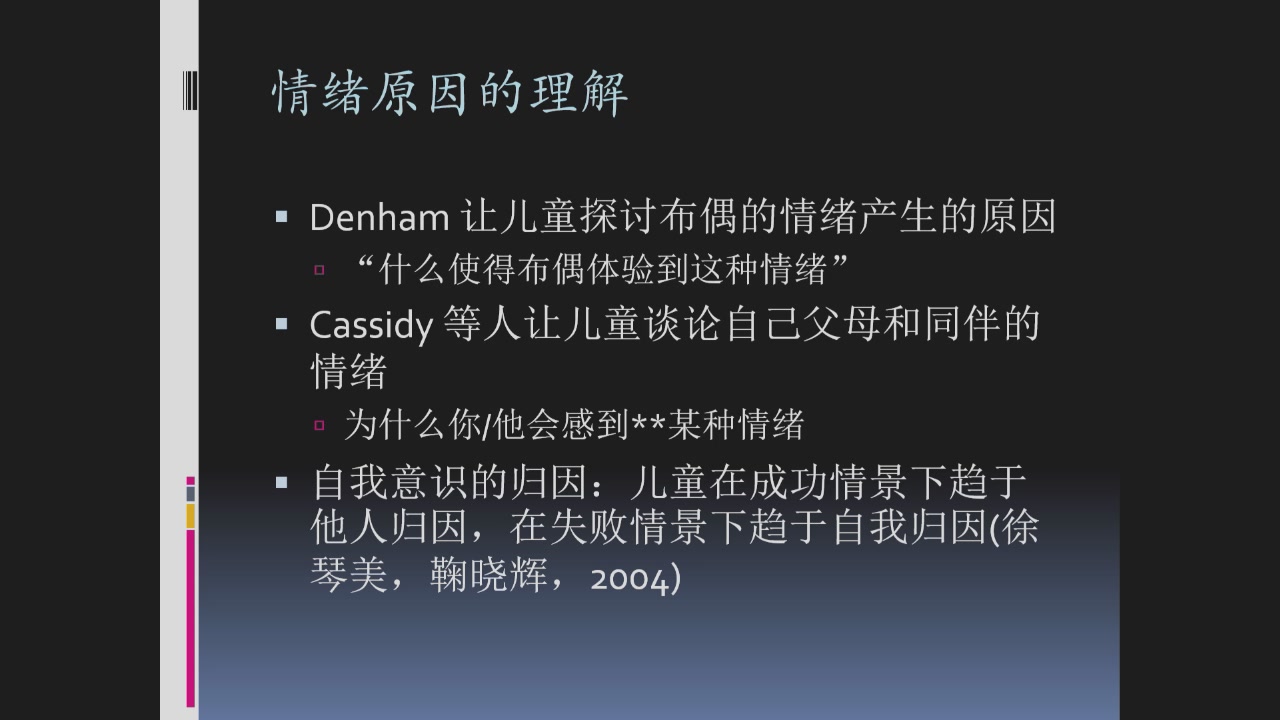 情绪原因的理解
Denham 让儿童探讨布偶的情绪产生的原因
“什么使得布偶体验到这种情绪”
Cassidy 等人让儿童谈论自己父母和同伴的
情绪
为什么你/他会感到**某种情绪
自我意识的归因：儿童在成功情景下趋于
他人归因，在失败情景下趋于自我归因(徐
琴美，鞠晓辉，2004)